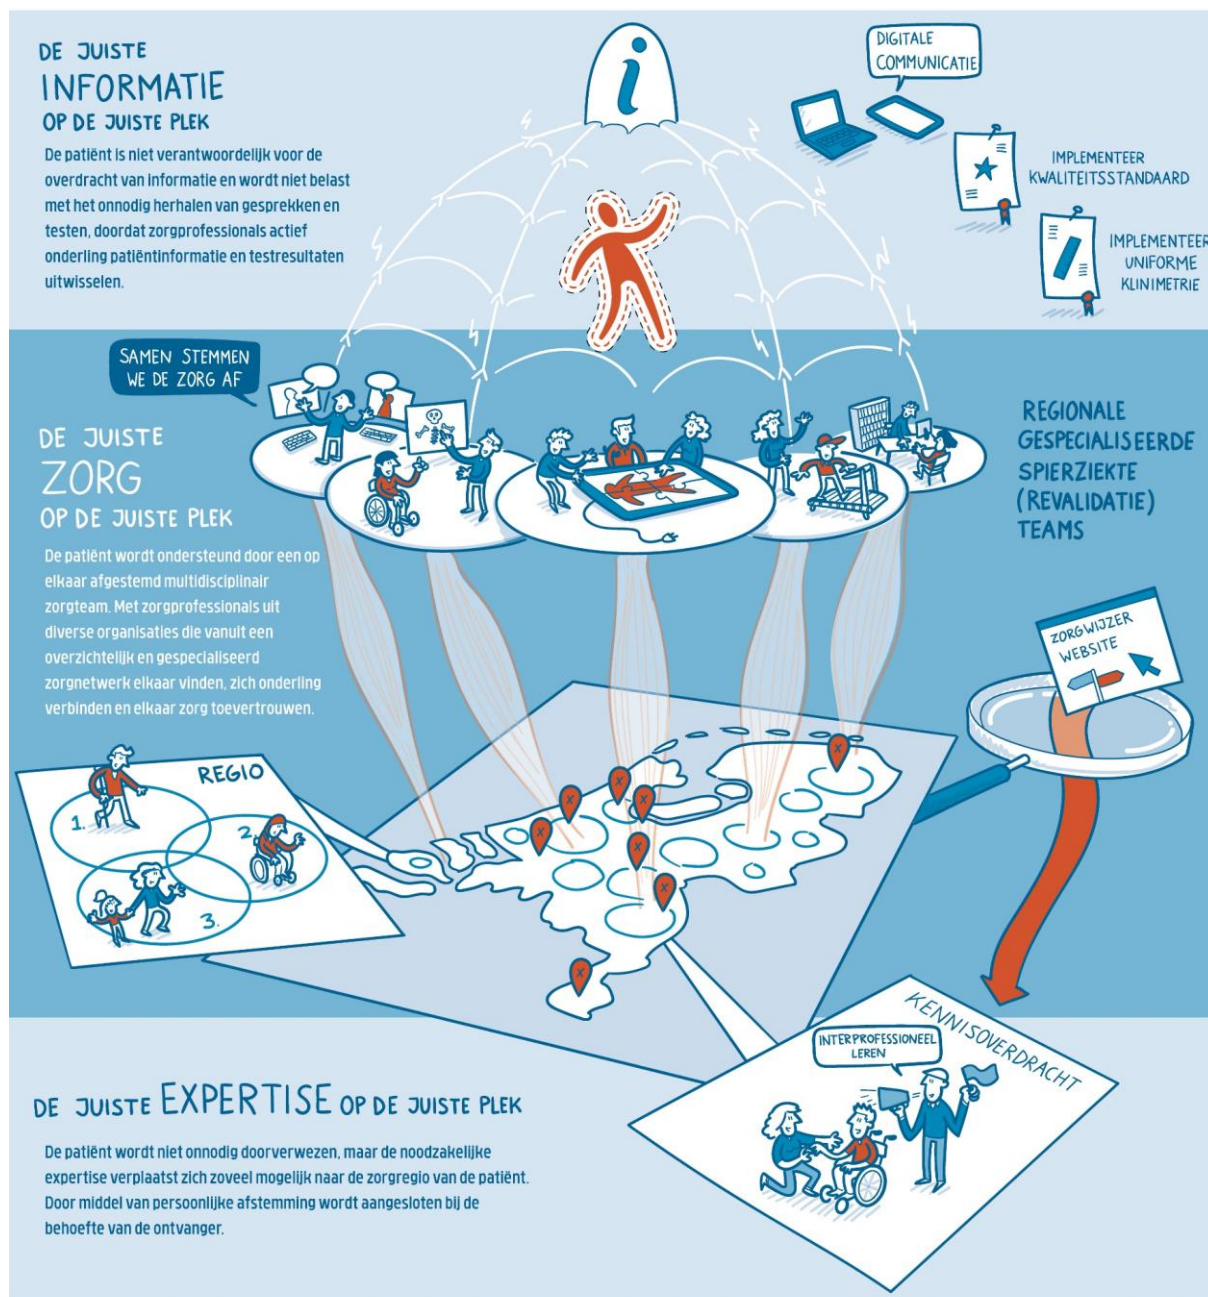 DE JUISTE
INFORMATIE
OP DE JUISTE PLEK
De patiënt is niet verantwoordelijk voor de
overdracht van informatie en wordt niet belast
met het onnodig herhalen van gesprekken en
testen, doordat zorgprofessionals actief
onderling patiëntinformatie en testresultaten
uitwisselen.
i
DIGITALE
COMMUNICATIE
IMPLEMENTEER
KWALITEITSSTANDAARD
IMPLEMENTEER
UNIFORME
KLINIMETRIE
SAMEN STEMMEN
WE DE ZORG AF
DE JUISTE
ZORG
OP DE JUISTE PLEK
De patiënt wordt ondersteund door een op
elkaar afgestemd multidisciplinair
zorgteam. Met zorgprofessionals uit
diverse organisaties die vanuit een
overzichtelijk en gespecialiseerd
zorgnetwerk elkaar vinden, zich onderling
verbinden en elkaar zorg toevertrouwen.
REGIONALE
GESPECIALISEERDE
SPIERZIEKTE
(REVALIDATIE)
TEAMS
ZORGWIJZER
WEBSITE
REGIO
1.
2.
3.
X
X
X
X
X
X
X
X
KENNISOVERDRACHT
INTERPROFESSIONEEL
LEREN
DE JUISTE EXPERTISE OP DE JUISTE PLEK
De patiënt wordt niet onnodig doorverwezen, maar de noodzakelijke
expertise verplaatst zich zoveel mogelijk naar de zorgregio van de patiënt.
Door middel van persoonlijke afstemming wordt aangesloten bij de
behoefte van de ontvanger.